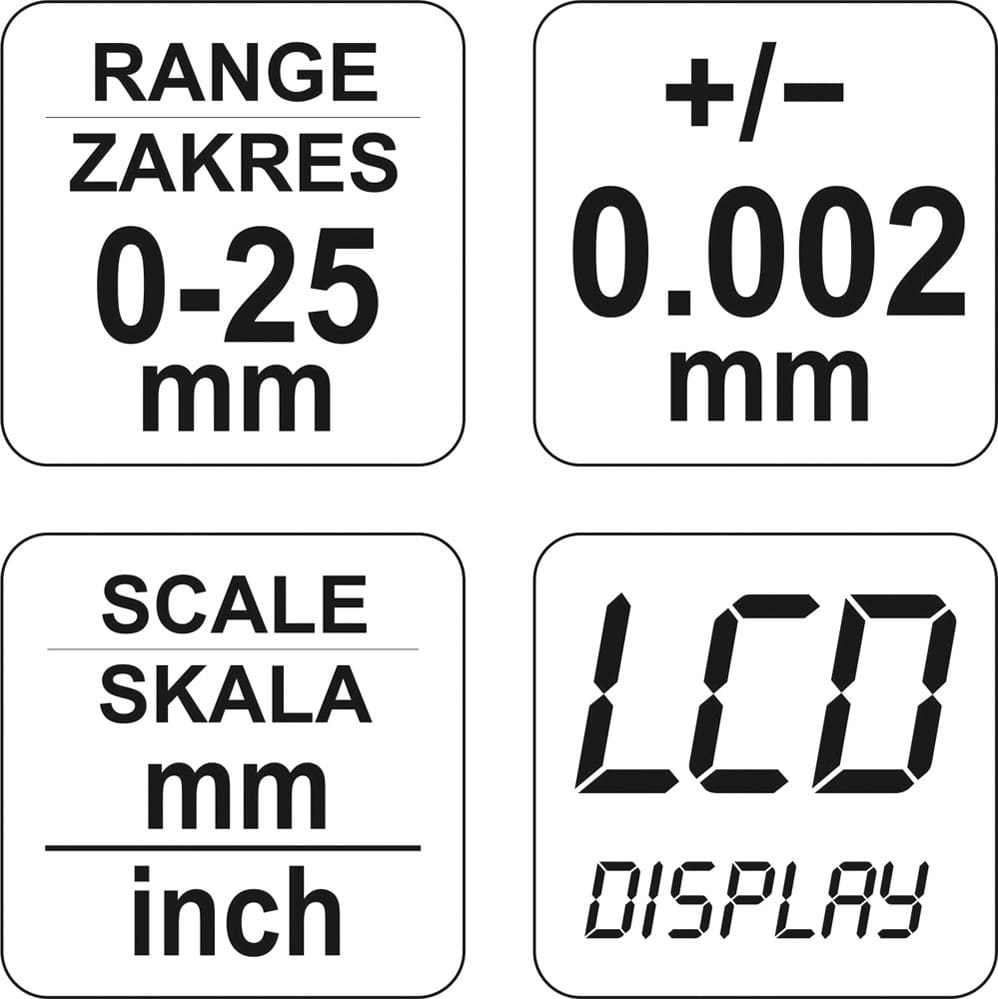 RANGE
ZAKRES
0-25
mm
+/-
0.002
mm
SCALE
SKALA
mm
inch
LCD
DISPLAY